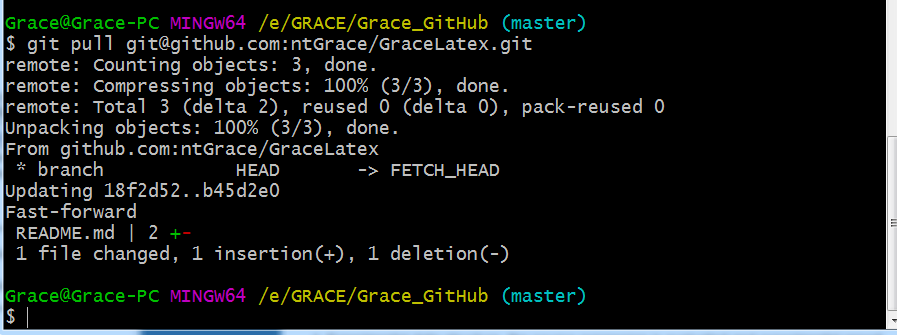 Grace@Grace-PC MINGW64 /e/GRACE/Grace_GitHub (master)
$ git pull git@github.com:ntGrace/GraceLatex.git
remote: Counting objects: 3, done.
remote: Compressing objects: 100% (3/3), done.
remote: Total 3 (delta 2), reused 0 (delta 0), pack-reused 0
Unpacking objects: 100% (3/3), done.
From github.com:ntGrace/GraceLatex
 * branch            HEAD       -> FETCH_HEAD
Updating 18f2d52..b45d2e0
Fast-forward
 README.md | 2 +-
 1 file changed, 1 insertion(+), 1 deletion(-)
Grace@Grace-PC MINGW64 /e/GRACE/Grace_GitHub (master)
$